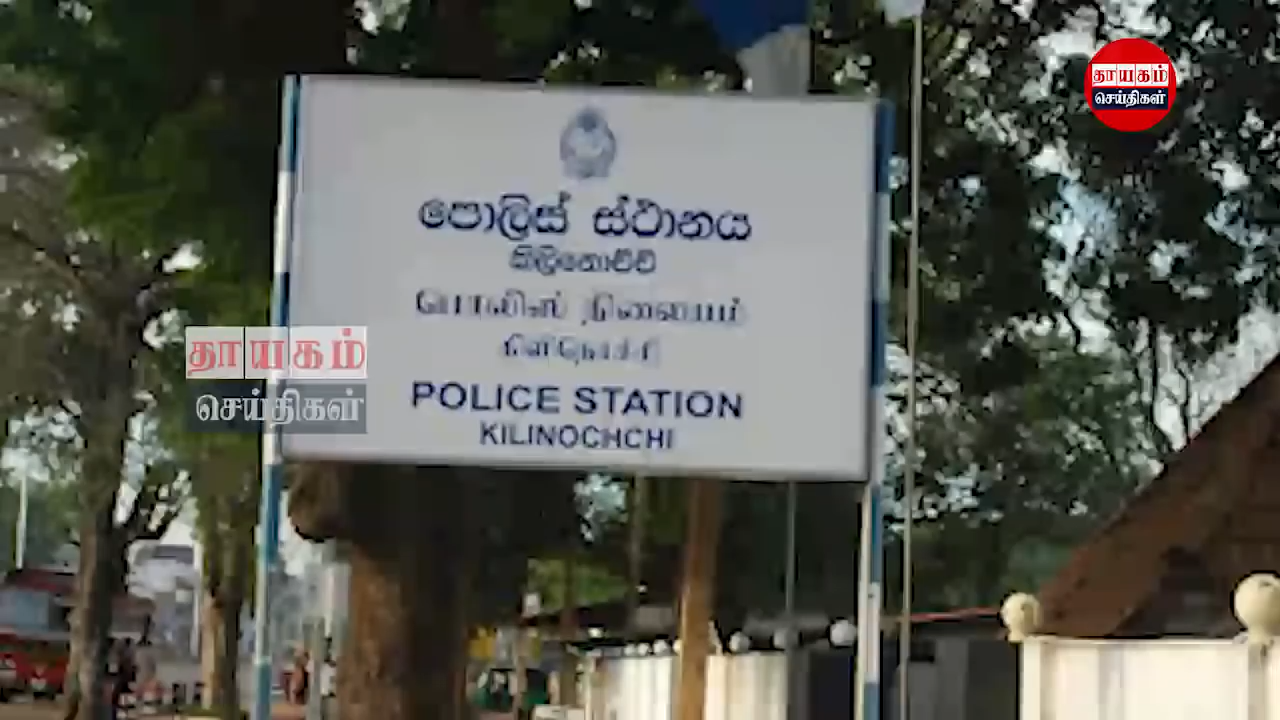 தாயகம்
செய்திகள்
පොලිස් ස්ථානය
කිලිනොච්චි
பொலிஸ் நிலையம்
கிளிநொச்சி
POLICE STATION
KILINOCHCHI
தாயகம்
செய்திகள்